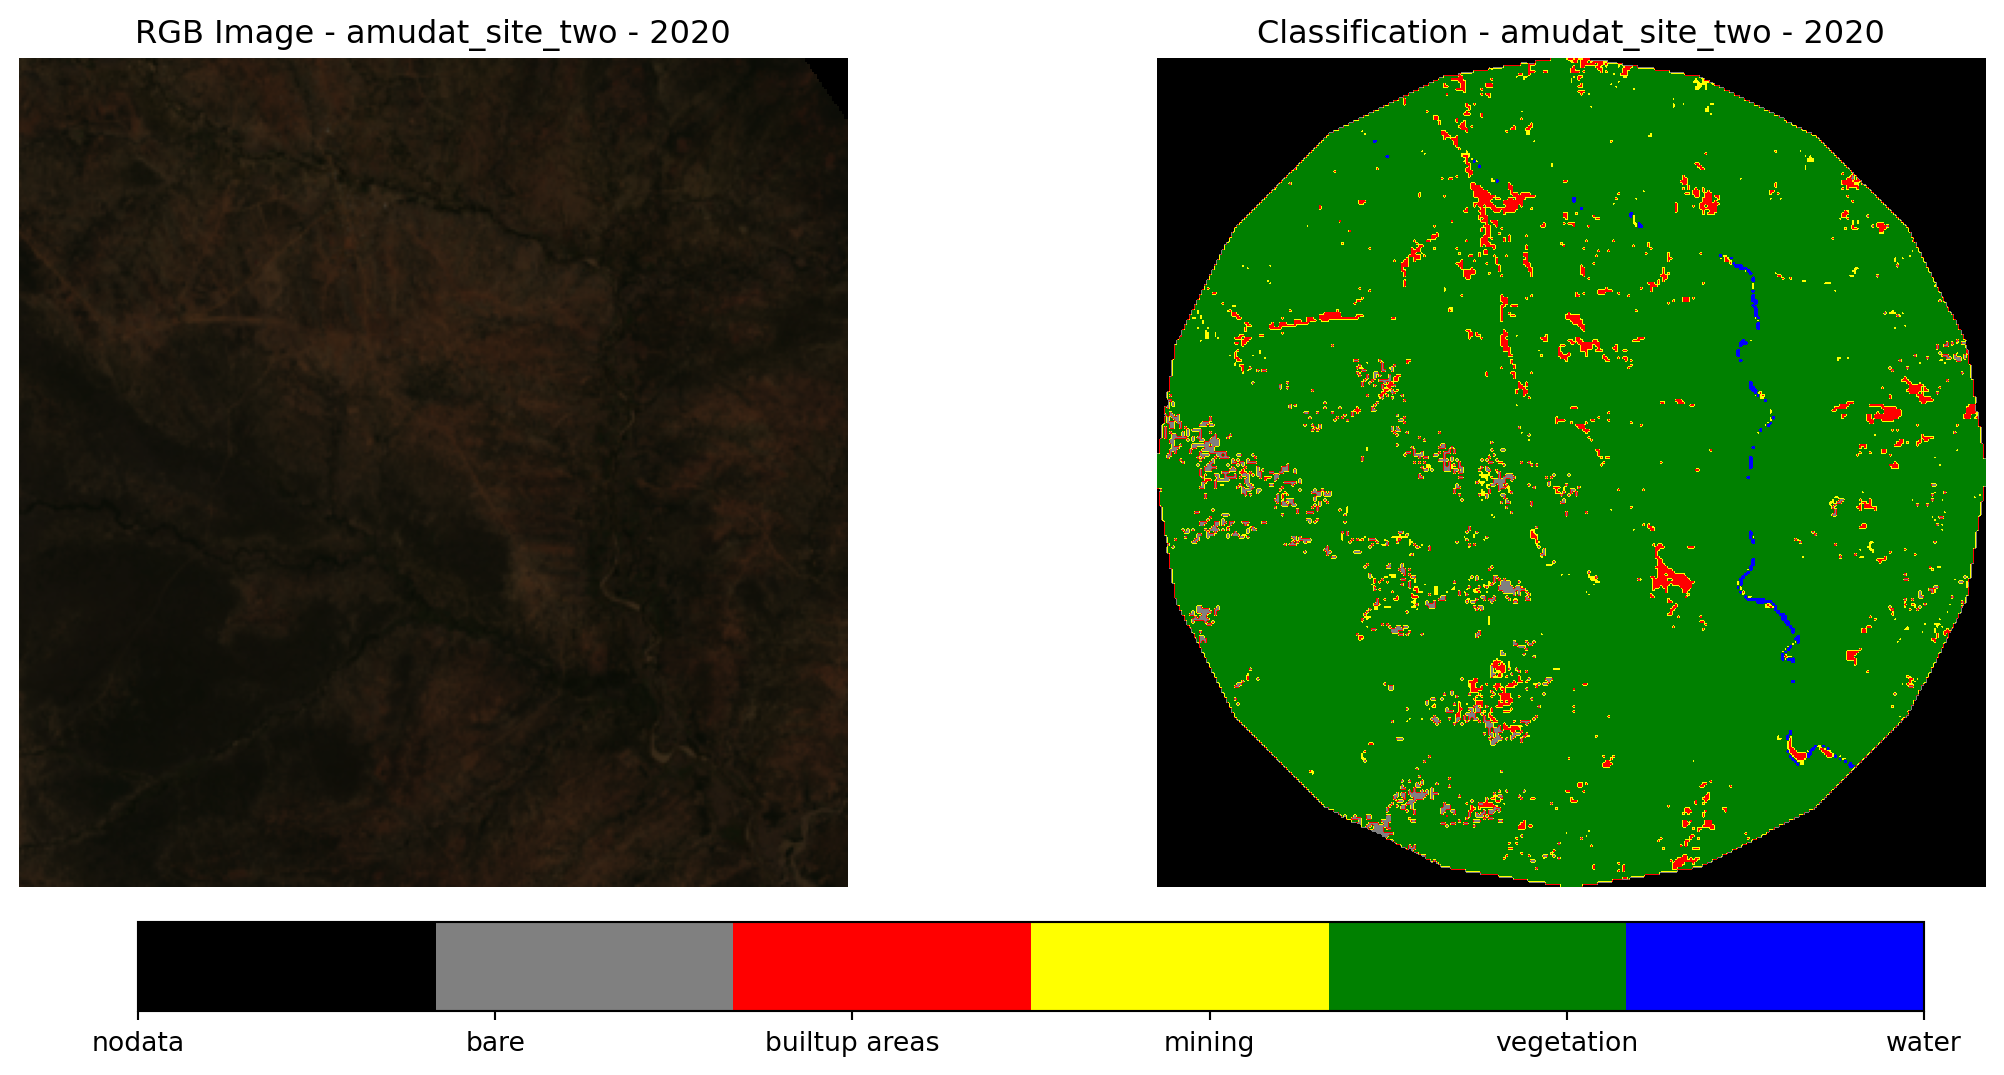 RGB Image - amudat_site_two - 2020
Classification - amudat_site_two - 2020
nodata bare builtup areas mining vegetation water